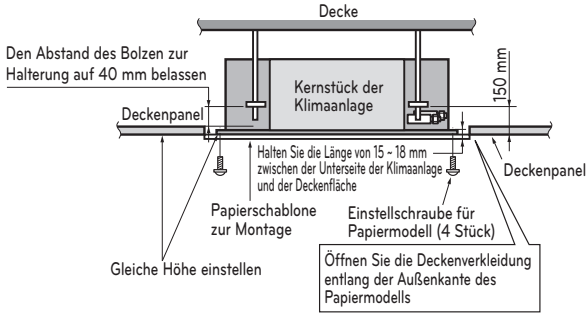 Decke
Den Abstand des Bolzen zur
Halterung auf 40 mm belassen
Kernstück der
Klimaanlage
150 mm
Deckenpanel
Halten Sie die Länge von 15 ~ 18 mm
zwischen der Unterseite der Klimaanlage
und der Deckenfläche
Deckenpanel
Papierschablone
zur Montage
Einstellschraube für
Papiermodell (4 Stück)
Gleiche Höhe einstellen
Öffnen Sie die Deckenverkleidung
entlang der Außenkante des
Papiermodells